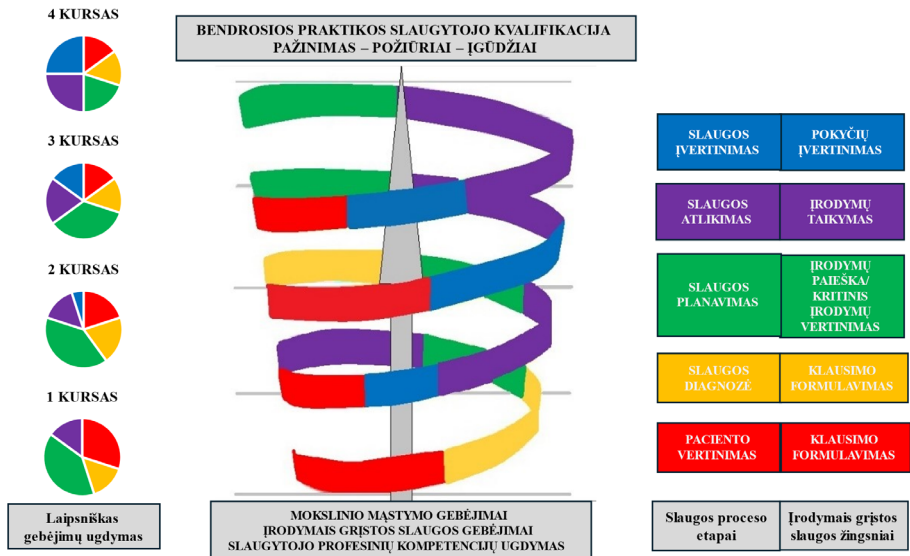 4 KURSAS
3 KURSAS
2 KURSAS
1 KURSAS
Laipsniškas
gebėjimų ugdymas
BENDROSIOS PRAKTIKOS SLAUGYTOJO KVALIFIKACIJA
PAŽINIMAS – POŽIŪRIAI – ĮGŪDŽIAI
MOKSLINIO MĄSTYMO GEBĖJIMAI
ĮRODYMAIS GRĮSTOS SLAUGOS GEBĖJIMAI
SLAUGYTOJO PROFESINIŲ KOMPETENCIJŲ UGDYMAS
SLAUGOS
ĮVERTINIMAS
POKYČIŲ
ĮVERTINIMAS
SLAUGOS
ATLIKIMAS
ĮRODYMŲ
TAIKYMAS
SLAUGOS
PLANAVIMAS
ĮRODYMŲ
PAIEŠKA/
KRITINIS
ĮRODYMŲ
VERTINIMAS
SLAUGOS
DIAGNOZĖ
KLAUSIMO
FORMULAVIMAS
PACIENTO
VERTINIMAS
KLAUSIMO
FORMULAVIMAS
Slaugos proceso
etapai
Įrodymais grįstos
slaugos žingsniai